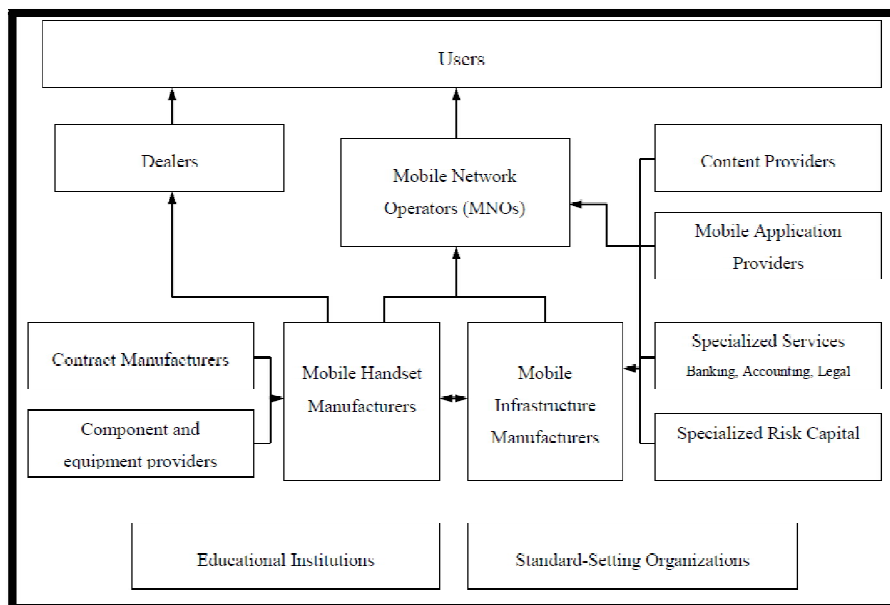 Users
Dealers
Mobile Network
Operators (MNOs)
Content Providers
Mobile Application
Providers
Contract Manufacturers
Component and
equipment providers
Mobile Handset
Manufacturers
Mobile
Infrastructure
Manufacturers
Specialized Services
Banking, Accounting, Legal
Specialized Risk Capital
Educational Institutions
Standard-Setting Organizations